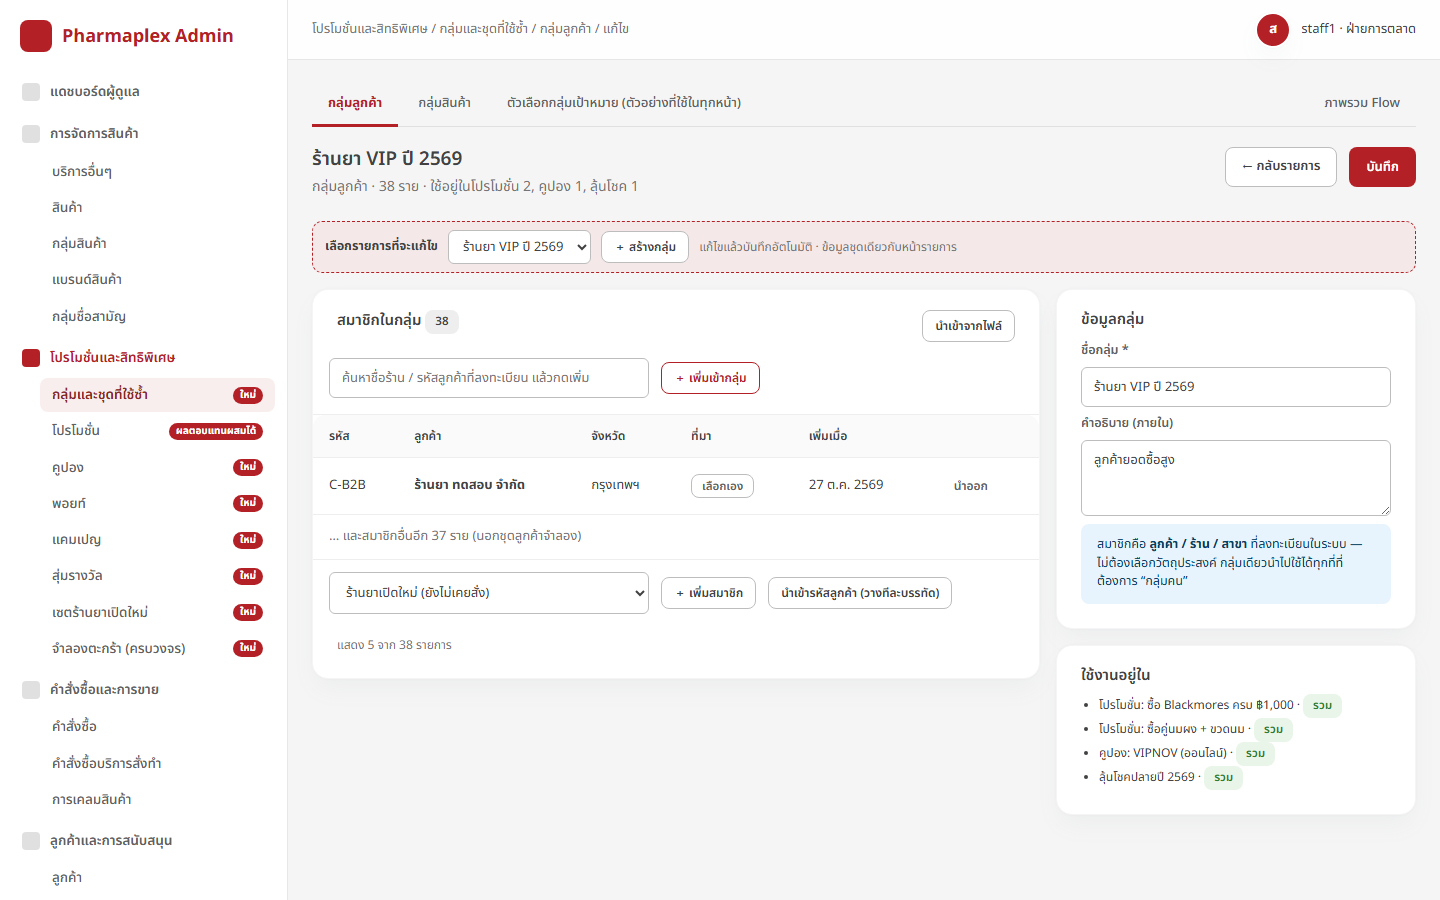 Pharmaplex Admin
แดชบอร์ดผู้ดูแล
การจัดการสินค้า
บริการอื่นๆ
สินค้า
กลุ่มสินค้า
แบรนด์สินค้า
กลุ่มชื่อสามัญ
โปรโมชั่นและสิทธิพิเศษ
กลุ่มและชุดที่ใช้ซ้ำ ใหม่
โปรโมชั่น ผลตอบแทนผสมได้
คูปอง ใหม่
พอยท์ ใหม่
แคมเปญ ใหม่
สุ่มรางวัล ใหม่
เซตร้านยาเปิดใหม่ ใหม่
จำลองตะกร้า (ครบวงจร) ใหม่
คำสั่งซื้อและการขาย
คำสั่งซื้อ
คำสั่งซื้อบริการสั่งทำ
การเคลมสินค้า
ลูกค้าและการสนับสนุน
ลูกค้า
โปรโมชั่นและสิทธิพิเศษ / กลุ่มและชุดที่ใช้ซ้ำ / กลุ่มลูกค้า / แก้ไข
ส staff1 · ฝ่ายการตลาด
กลุ่มลูกค้า กลุ่มสินค้า ตัวเลือกกลุ่มเป้าหมาย (ตัวอย่างที่ใช้ในทุกหน้า) ภาพรวม Flow
ร้านยา VIP ปี 2569
กลุ่มลูกค้า · 38 ราย · ใช้อยู่ในโปรโมชั่น 2, คูปอง 1, ลุ้นโชค 1
← กลับรายการ บันทึก
เลือกรายการที่จะแก้ไข ร้านยา VIP ปี 2569 + สร้างกลุ่ม แก้ไขแล้วบันทึกอัตโนมัติ · ข้อมูลชุดเดียวกับหน้ารายการ
สมาชิกในกลุ่ม 38 นำเข้าจากไฟล์
ค้นหาชื่อร้าน / รหัสลูกค้าที่ลงทะเบียน แล้วกดเพิ่ม + เพิ่มเข้ากลุ่ม
รหัส ลูกค้า จังหวัด ที่มา เพิ่มเมื่อ
C-B2B ร้านยา ทดสอบ จำกัด กรุงเทพฯ เลือกเอง 27 ต.ค. 2569 นำออก
... และสมาชิกอื่นอีก 37 ราย (นอกชุดลูกค้าจำลอง)
ร้านยาเปิดใหม่ (ยังไม่เคยสั่ง) + เพิ่มสมาชิก นำเข้ารหัสลูกค้า (วางทีละบรรทัด)
แสดง 5 จาก 38 รายการ
ข้อมูลกลุ่ม
ชื่อกลุ่ม *
ร้านยา VIP ปี 2569
คำอธิบาย (ภายใน)
ลูกค้ายอดซื้อสูง
สมาชิกคือ ลูกค้า / ร้าน / สาขา ที่ลงทะเบียนในระบบ —
ไม่ต้องเลือกวัตถุประสงค์ กลุ่มเดียวนำไปใช้ได้ทุกที่ที่
ต้องการ “กลุ่มคน”
ใช้งานอยู่ใน
• โปรโมชั่น: ซื้อ Blackmores ครบ ฿1,000 · รวม
• โปรโมชั่น: ซื้อคู่นมผง + ขวดนม · รวม
• คูปอง: VIPNOV (ออนไลน์) · รวม
• ลุ้นโชคปลายปี 2569 · รวม